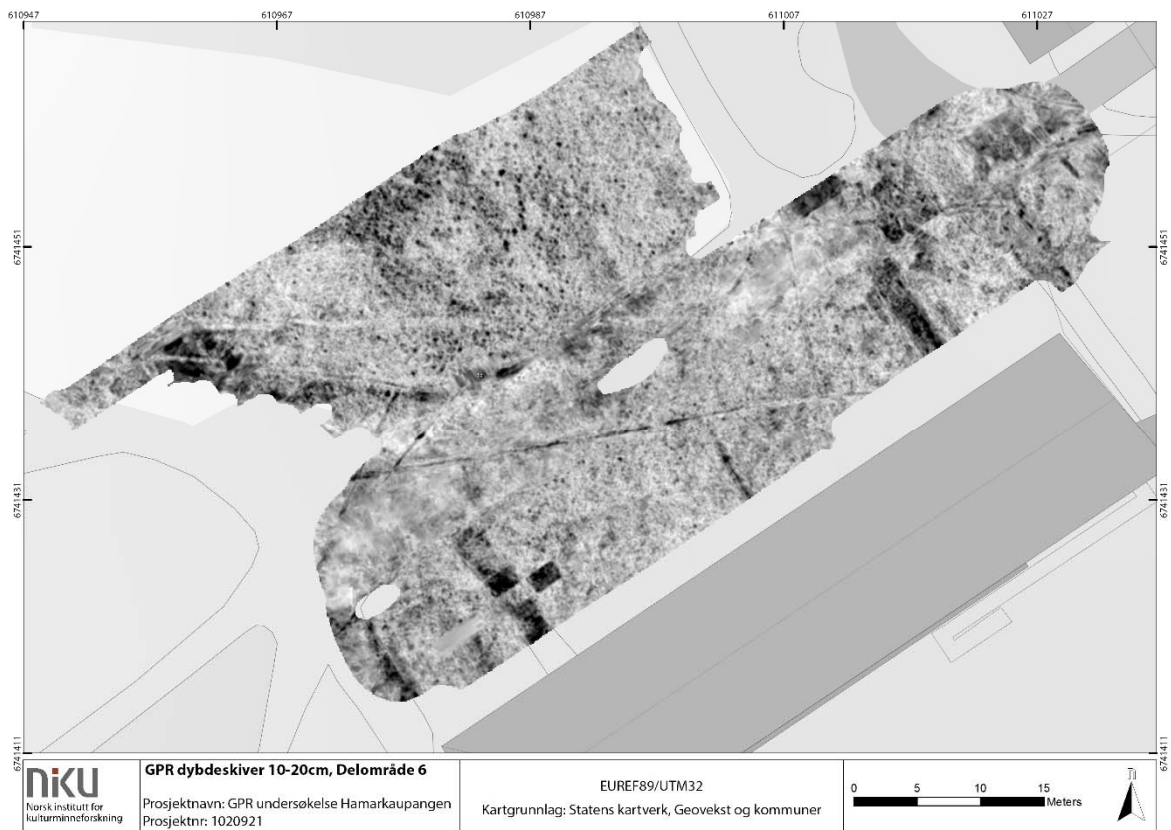 610947 610967 610987 611007 611027
6741451 6741451
6741431 6741431
6741411 6741411
GPR dybdeskiver 10-20cm, Delområde 6
Prosjektnavn: GPR undersøkelse Hamarkaupangen
Prosjektnr: 1020921
niku
Norsk institutt for
kulturminneforskning
EUREF89/UTM32
Kartgrunnlag: Statens kartverk, Geovekst og kommuner
0 5 10 15
Meters